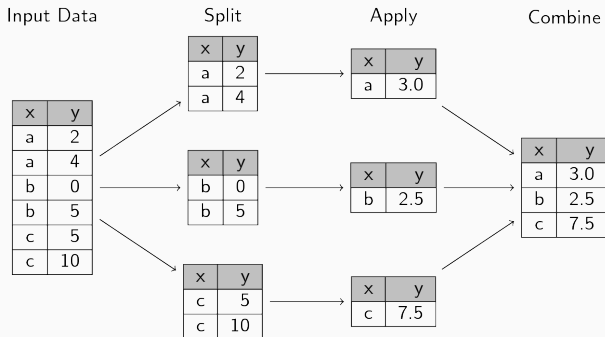 Input Data
x y
a 2
a 4
b 0
b 5
c 5
c 10
Split
x y
a 2
a 4
x y
b 0
b 5
x y
c 5
c 10
Apply
x y
a 3.0
x y
b 2.5
x y
c 7.5
Combine
x y
a 3.0
b 2.5
c 7.5